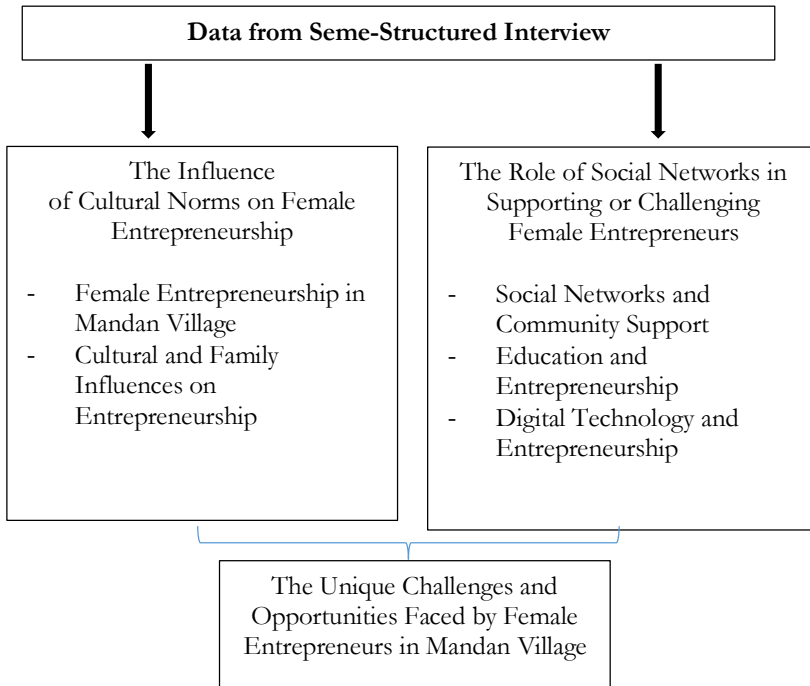 Data from Seme-Structured Interview
The Influence
of Cultural Norms on Female
Entrepreneurship
- Female Entrepreneurship in
Mandan Village
- Cultural and Family
Influences on
Entrepreneurship
The Role of Social Networks in
Supporting or Challenging
Female Entrepreneurs
- Social Networks and
Community Support
- Education and
Entrepreneurship
- Digital Technology and
Entrepreneurship
The Unique Challenges and
Opportunities Faced by Female
Entrepreneurs in Mandan Village